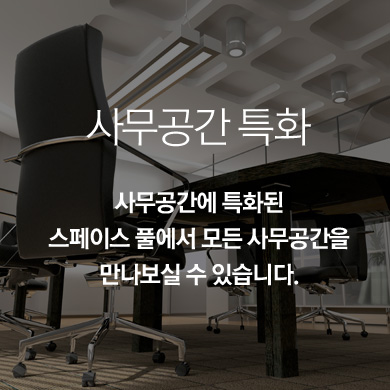 사무공간 특화
사무공간에 특화된
스페이스 풀에서 모든 사무공간을
만나보실 수 있습니다.